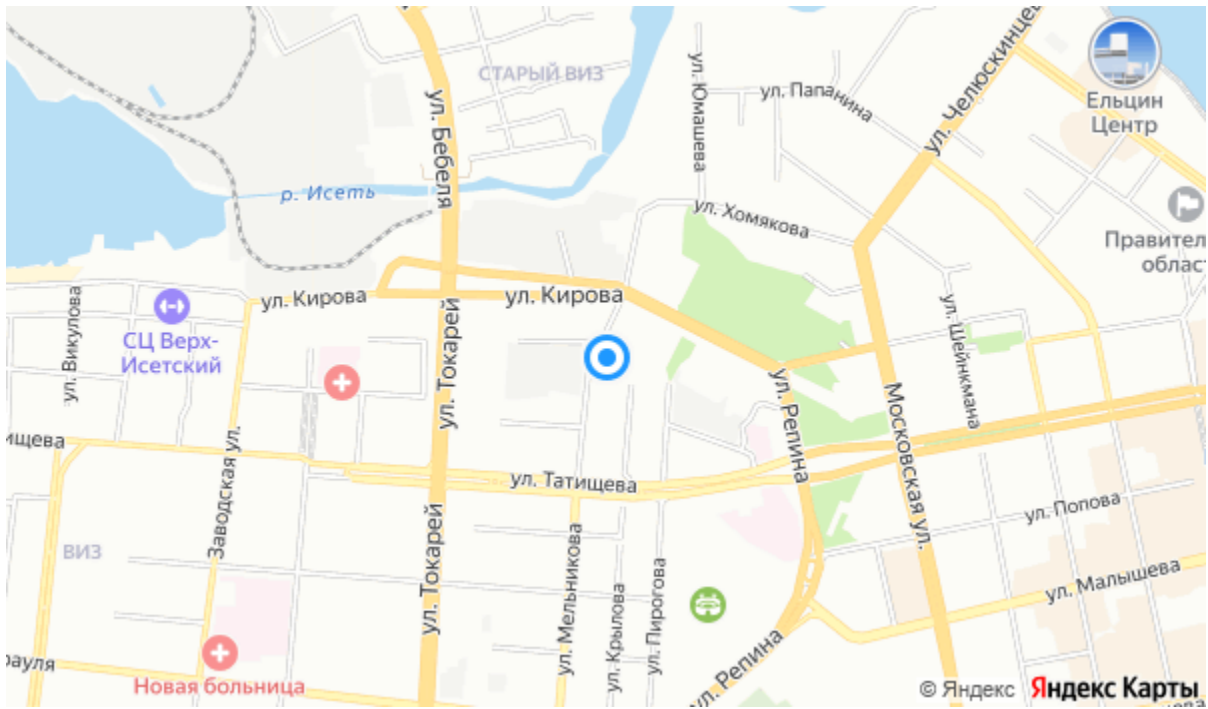 СТАРЫЙ ВИЗ
ул. Бебеля
ул. Юмашева
ул. Папанина
ул. Челюскинцев
Ельцин
Центр
р. Исеть
ул. Хомякова
Правител
област
ул. Викулова
СЦ Верх-
Исетский
ул. Кирова
ул. Кирова
ул. Токарей
ул. Шейнкмана
ул. Репина
Московская ул.
ищева
Заводская ул.
ул. Татищева
ул. Попова
ВИЗ
ул. Токарей
ул. Мельникова
ул. Крылова
ул. Пирогова
ул. Малышева
рауля
Новая больница
ул. Репина
© Яндекс Яндекс Карты